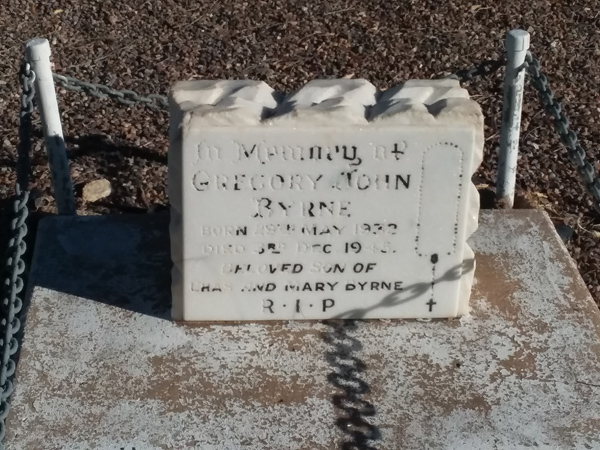 In Memory of
GREGORY JOHN
BYRNE
BORN 29TH MAY 1932
DIED 3RD DEC
BELOVED SON OF
CHAS AND MARY BYRNE
R·I·P